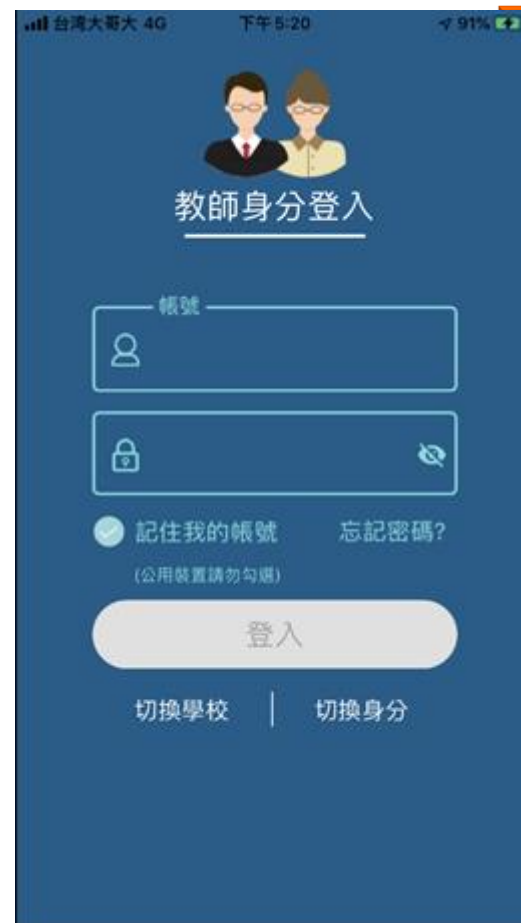 台灣大哥大 4G 下午5:20 91%
教師身分登入
帳號
記住我的帳號 忘記密碼?
(公用裝置請勿勾選)
登入
切換學校 | 切換身分